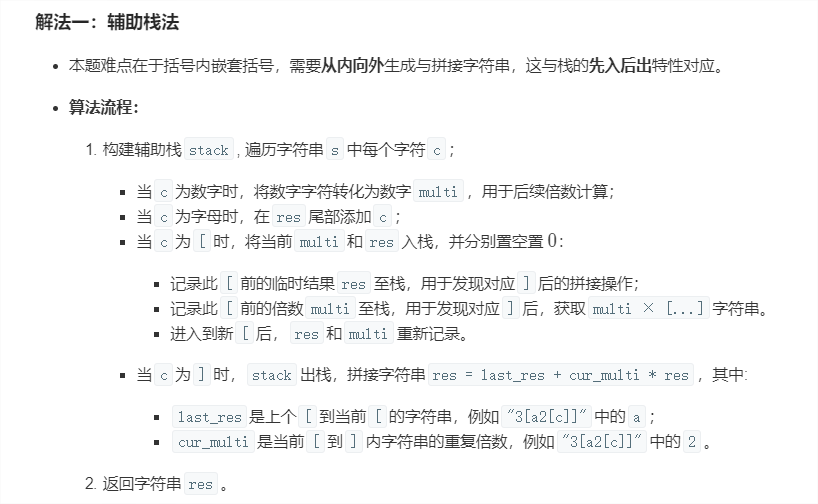 解法一：辅助栈法
本题难点在于括号内嵌套括号，需要从内向外生成与拼接字符串，这与栈的先入后出特性对应。
算法流程：
1. 构建辅助栈 stack , 遍历字符串 s 中每个字符 c ；
当 c 为数字时，将数字字符转化为数字 multi ，用于后续倍数计算；
当 c 为字母时，在 res 尾部添加 c ；
当 c 为 [ 时，将当前 multi 和 res 入栈，并分别置空置 0：
记录此 [ 前的临时结果 res 至栈，用于发现对应 ] 后的拼接操作；
记录此 [ 前的倍数 multi 至栈，用于发现对应 ] 后，获取 multi × [...] 字符串。
进入到新 [ 后， res 和 multi 重新记录。
当 c 为 ] 时， stack 出栈，拼接字符串 res = last_res + cur_multi * res ，其中:
last_res 是上个 [ 到当前 [ 的字符串，例如 "3[a2[c]]" 中的 a ；
cur_multi 是当前 [ 到 ] 内字符串的重复倍数，例如 "3[a2[c]]" 中的 2 。
2. 返回字符串 res 。